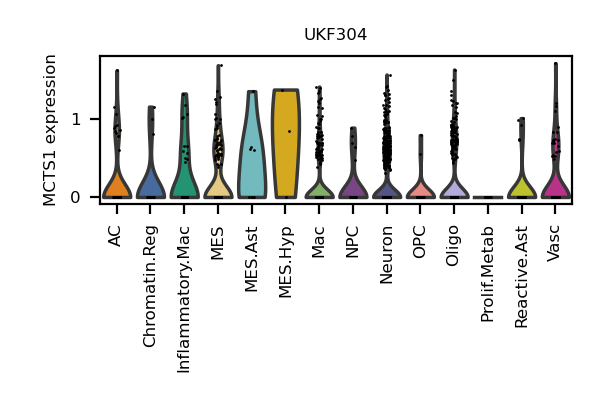 UKF304
MCTS1 expression
1
0
AC
Chromatin.Reg
Inflammatory.Mac
MES
MES.Ast
MES.Hyp
Mac
NPC
Neuron
OPC
Oligo
Prolif.Metab
Reactive.Ast
Vasc